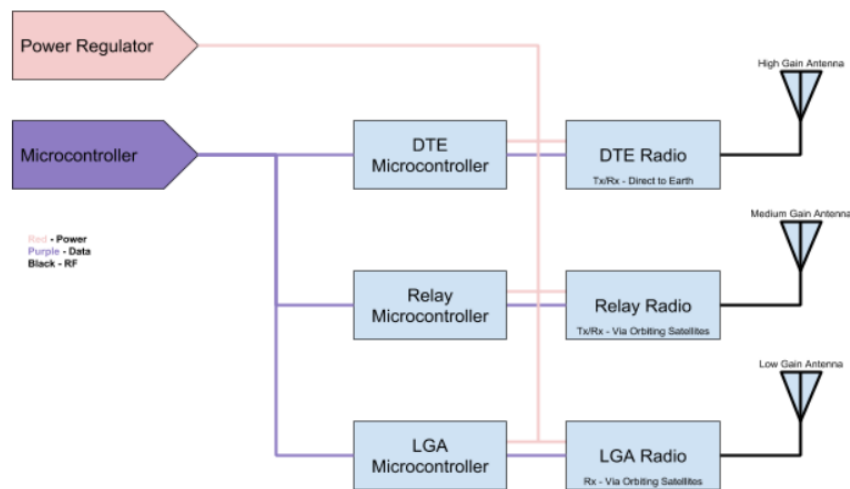 Power Regulator
High Gain Antenna
Microcontroller
DTE
Microcontroller
DTE Radio
Tx/Rx - Direct to Earth
Medium Gain Antenna
Red - Power
Purple - Data
Black - RF
Relay
Microcontroller
Relay Radio
Tx/Rx - Via Orbiting Satellites
Low Gain Antenna
LGA
Microcontroller
LGA Radio
Rx - Via Orbiting Satellites